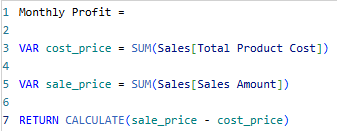 1 Monthly Profit =
2
3 VAR cost_price = SUM(Sales[Total Product Cost])
4
5 VAR sale_price = SUM(Sales[Sales Amount])
6
7 RETURN CALCULATE(sale_price - cost_price)